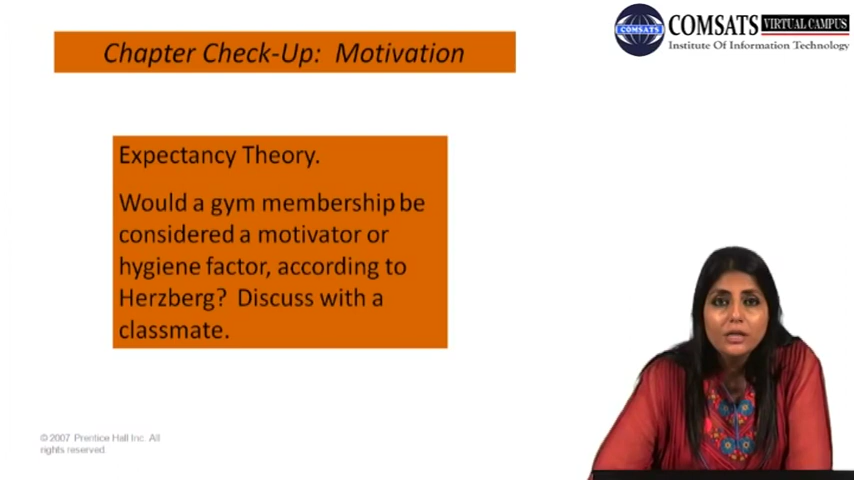 Chapter Check-Up: Motivation
COMSATS VIRTUAL CAMPUS
Institute Of Information Technology
COMSATS
Expectancy Theory.
Would a gym membership be
considered a motivator or
hygiene factor, according to
Herzberg? Discuss with a
classmate.
© 2007 Prentice Hall Inc. All
rights reserved.